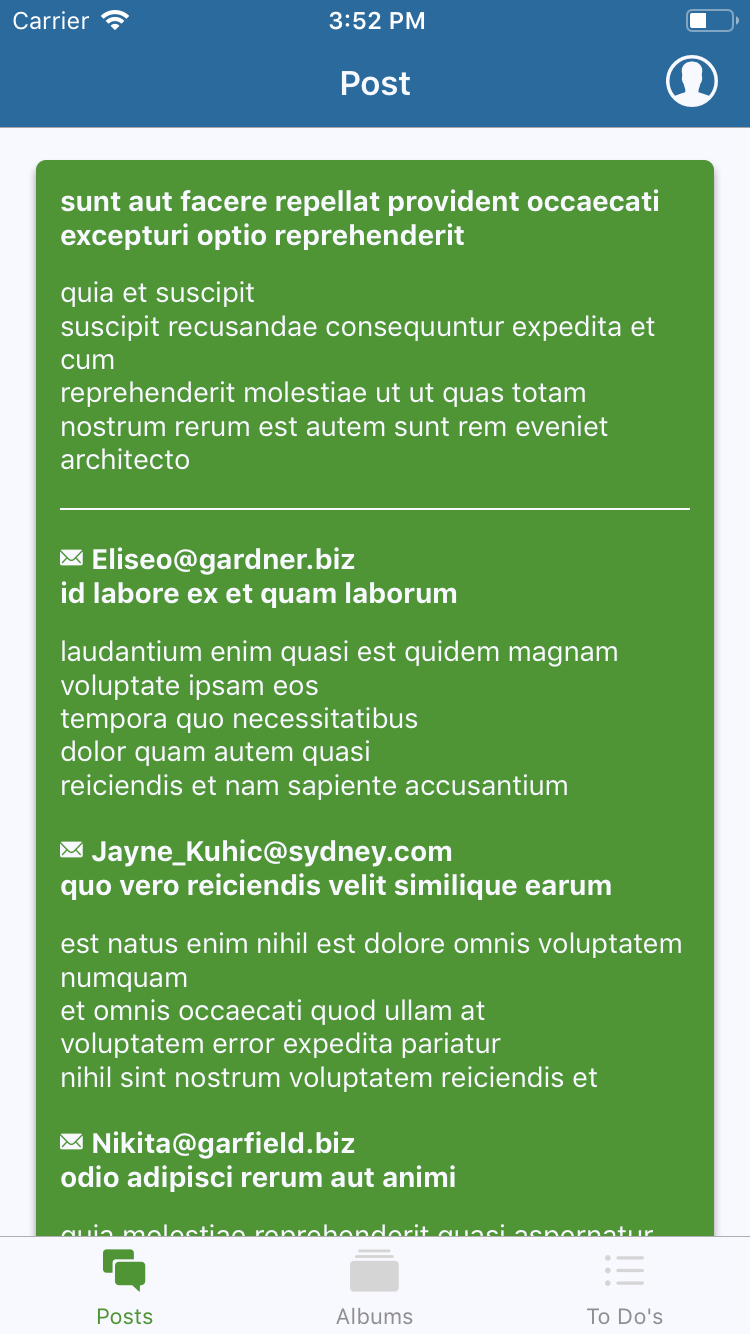 Carrier 3:52 PM
Post
sunt aut facere repellat provident occaecati
excepturi optio reprehenderit
quia et suscipit
suscipit recusandae consequuntur expedita et
cum
reprehenderit molestiae ut ut quas totam
nostrum rerum est autem sunt rem eveniet
architecto
Eliseo@gardner.biz
id labore ex et quam laborum
laudantium enim quasi est quidem magnam
voluptate ipsam eos
tempora quo necessitatibus
dolor quam autem quasi
reiciendis et nam sapiente accusantium
Jayne_Kuhic@sydney.com
quo vero reiciendis velit similique earum
est natus enim nihil est dolore omnis voluptatem
numquam
et omnis occaecati quod ullam at
voluptatem error expedita pariatur
nihil sint nostrum voluptatem reiciendis et
Nikita@garfield.biz
odio adipisci rerum aut animi
quia molestiae reprehenderit quasi aspernatur
Posts Albums To Do's